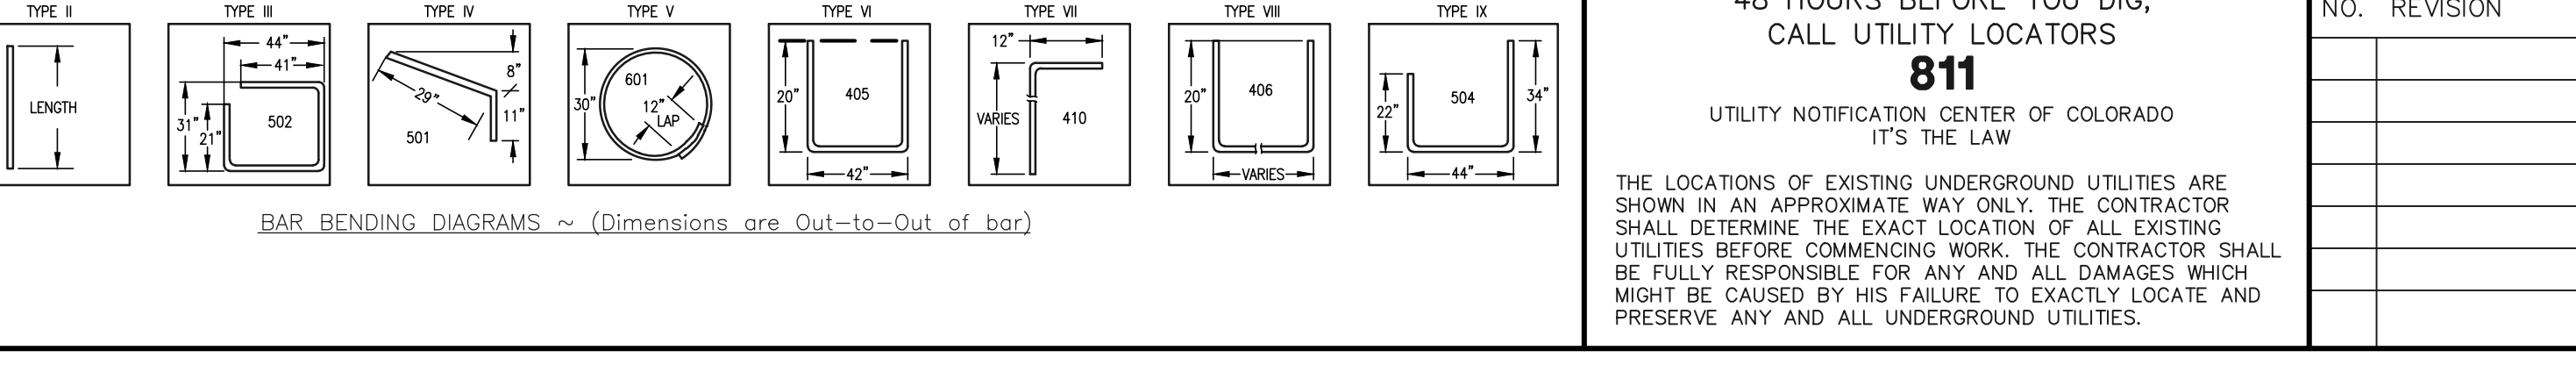 TYPE II
LENGTH
TYPE III
44"
41"
31"
21"
502
TYPE IV
8"
29"
11"
501
TYPE V
601
30"
12"
LAP
TYPE VI
20"
405
42"
TYPE VII
12"
VARIES
410
TYPE VIII
20"
406
VARIES
TYPE IX
22"
504
34"
44"
BAR BENDING DIAGRAMS ~ (Dimensions are Out-to-Out of bar)
48 HOURS BEFORE YOU DIG,
CALL UTILITY LOCATORS
811
UTILITY NOTIFICATION CENTER OF COLORADO
IT'S THE LAW
THE LOCATIONS OF EXISTING UNDERGROUND UTILITIES ARE
SHOWN IN AN APPROXIMATE WAY ONLY. THE CONTRACTOR
SHALL DETERMINE THE EXACT LOCATION OF ALL EXISTING
UTILITIES BEFORE COMMENCING WORK. THE CONTRACTOR SHALL
BE FULLY RESPONSIBLE FOR ANY AND ALL DAMAGES WHICH
MIGHT BE CAUSED BY HIS FAILURE TO EXACTLY LOCATE AND
PRESERVE ANY AND ALL UNDERGROUND UTILITIES.
NO. REVISION